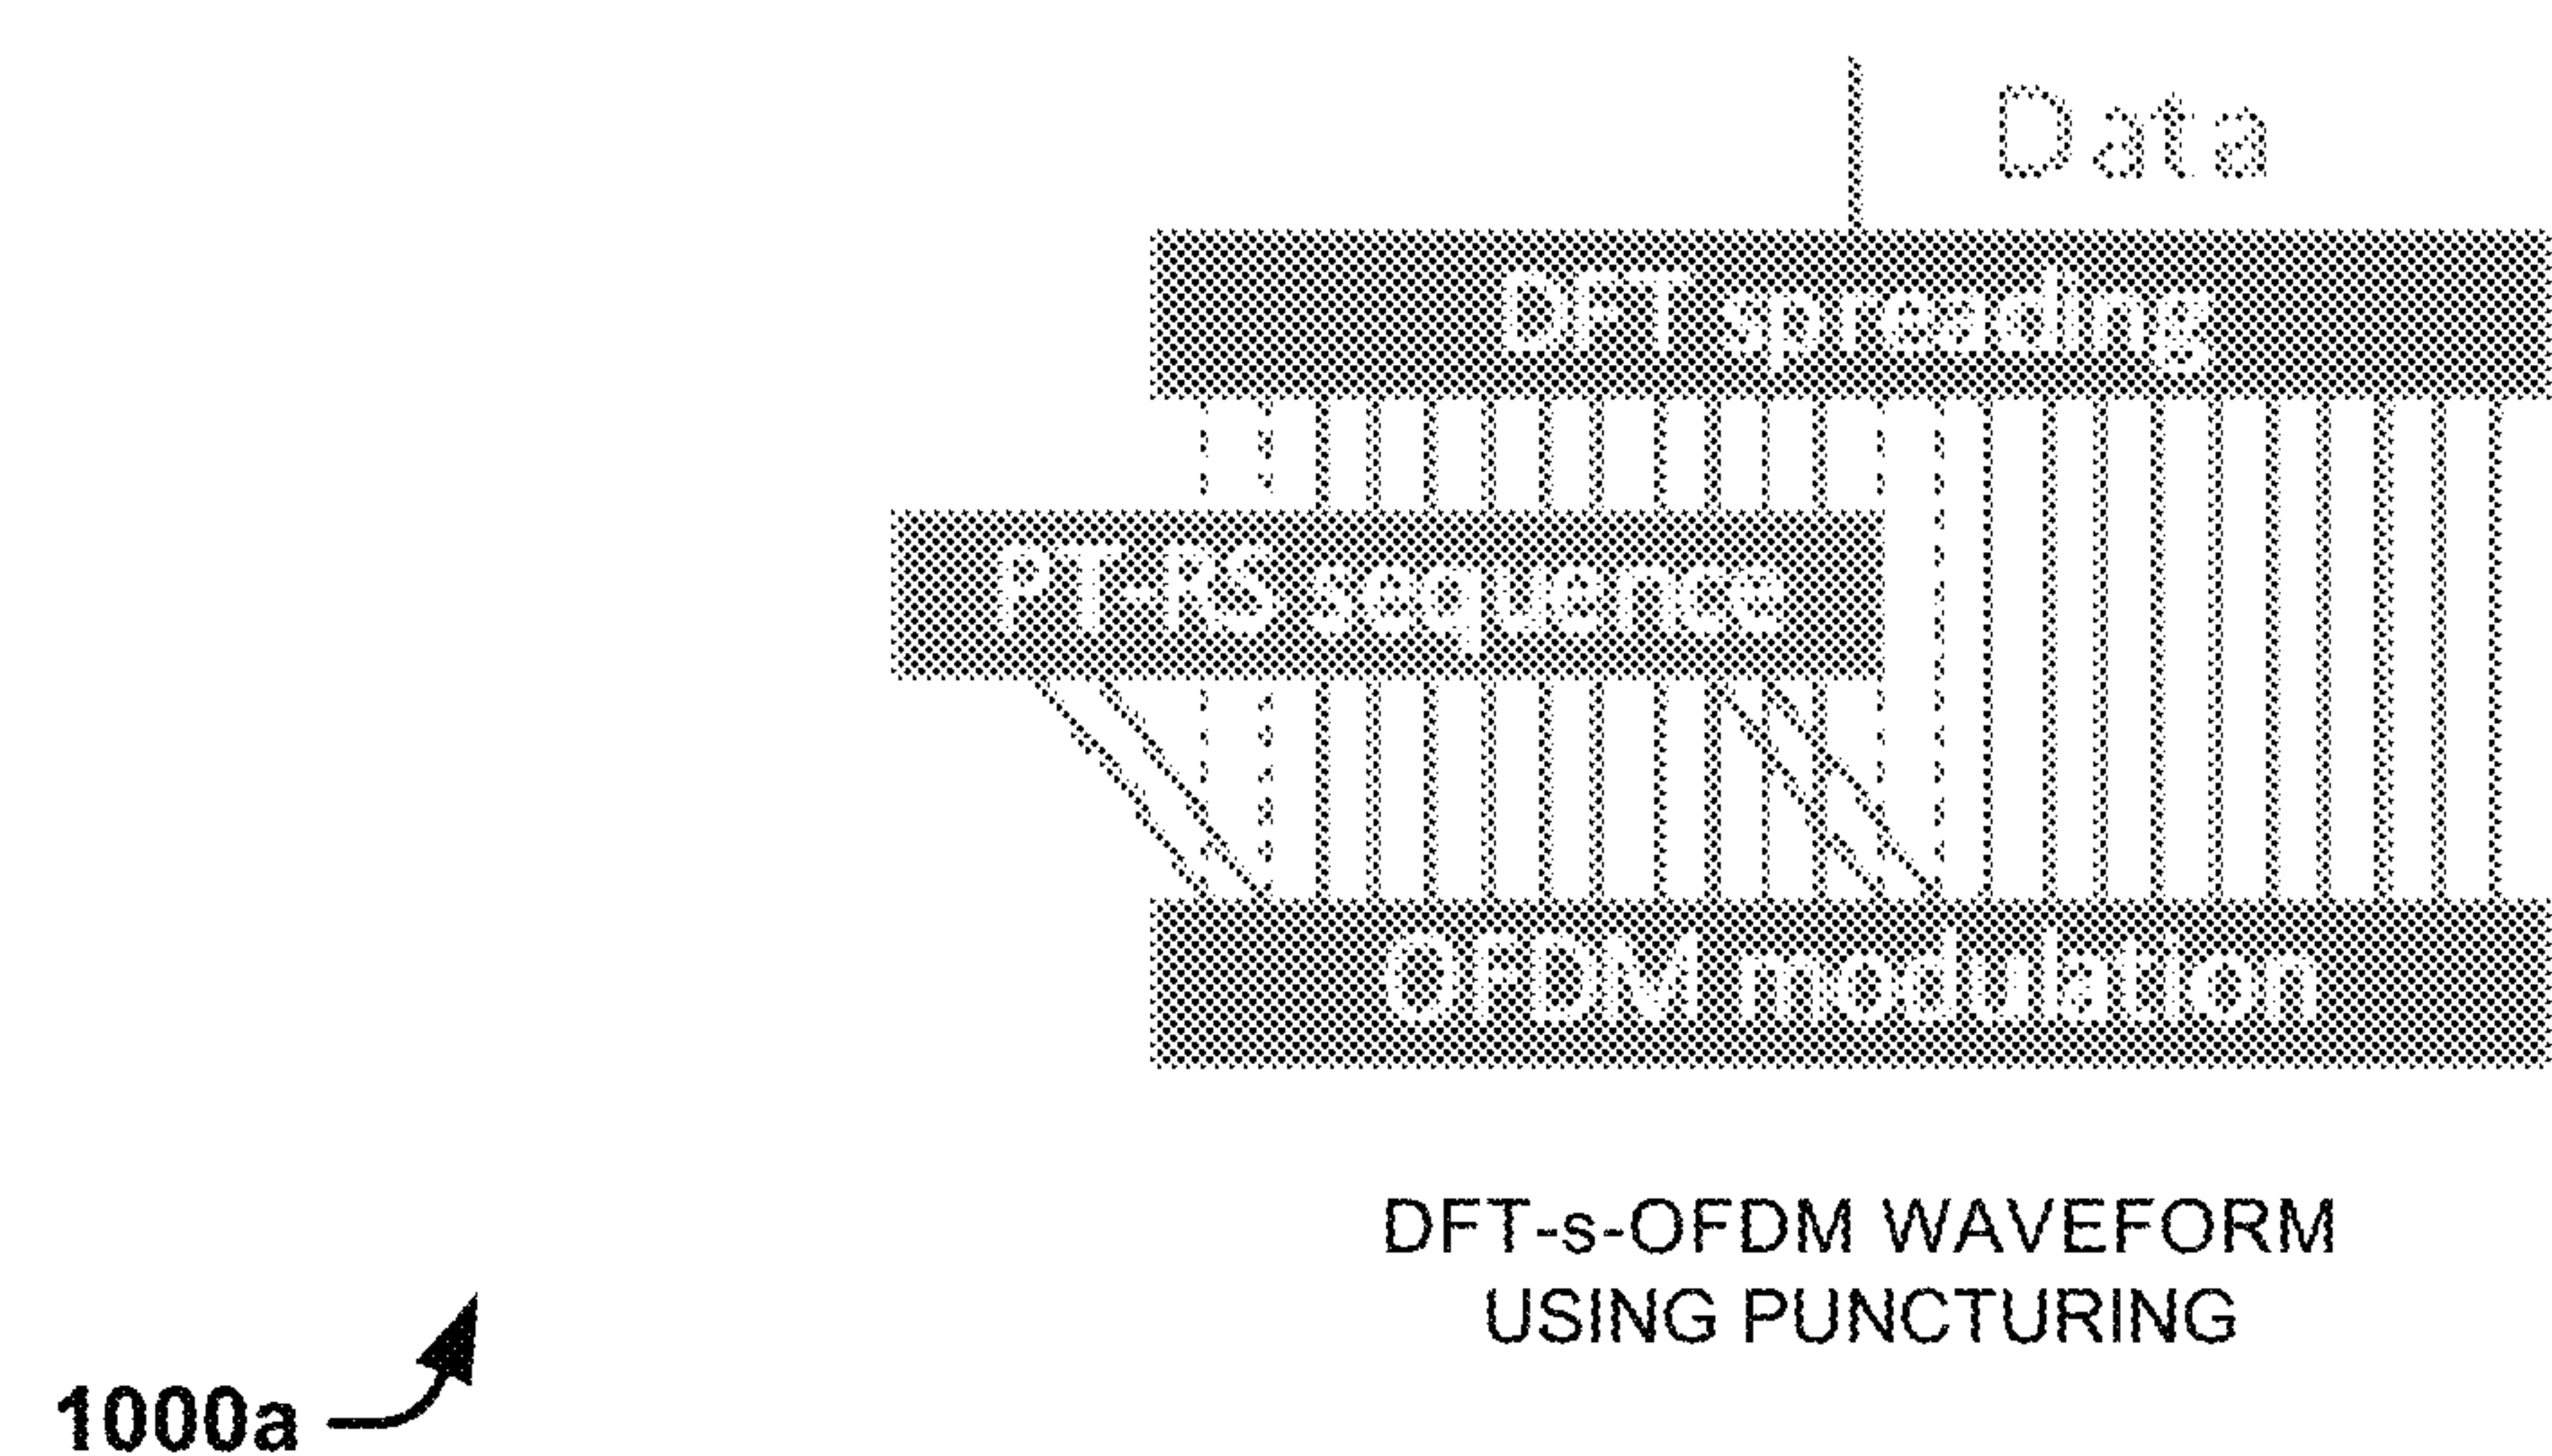 Data
DFT spreading
PT-RS sequence
OFDM modulation
DFT-s-OFDM WAVEFORM
USING PUNCTURING
1000a